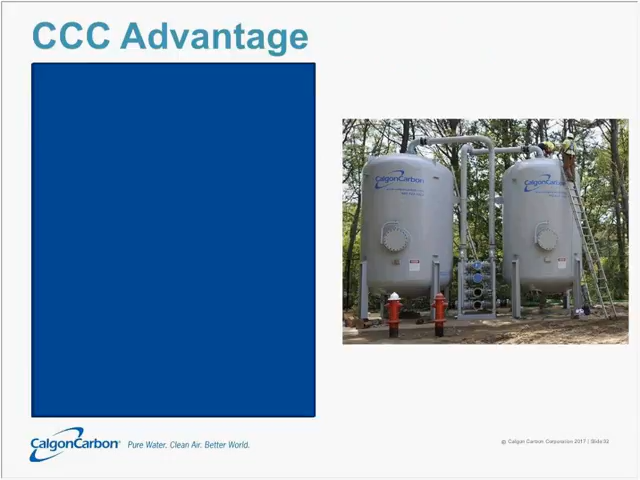 CCC Advantage
CalgonCarbon
CalgonCarbon
CalgonCarbon
Pure Water. Clean Air. Better World.
© Calgon Carbon Corporation 2017 | Slide 32